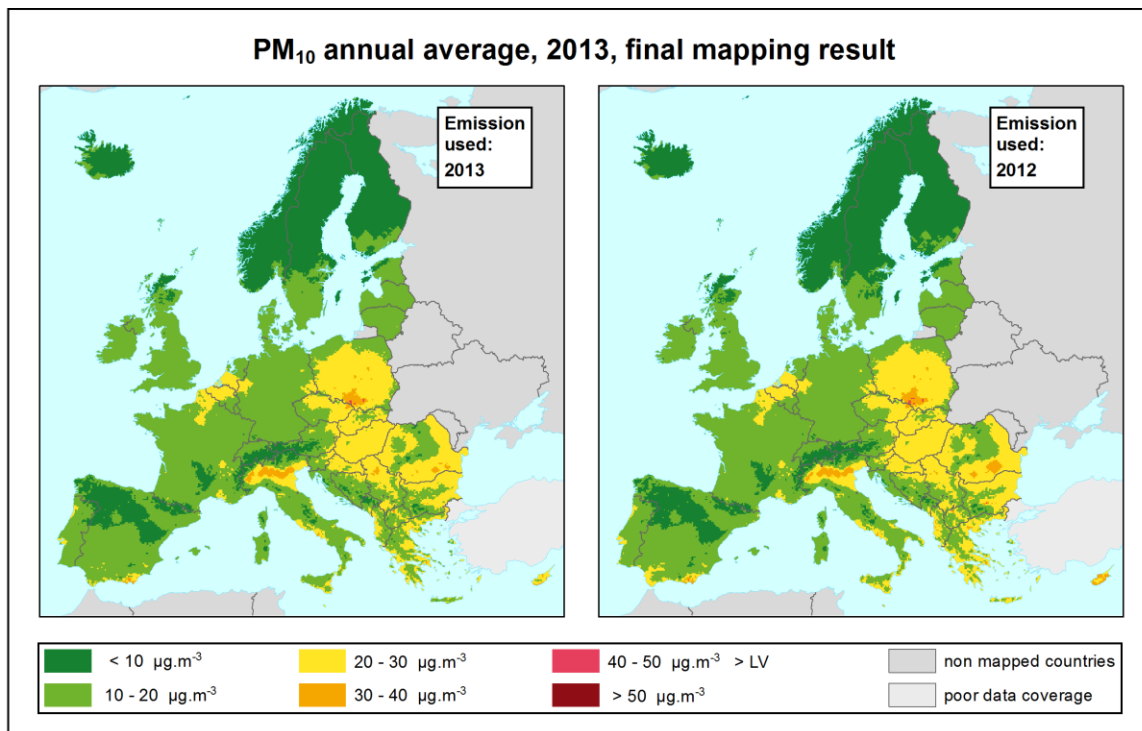 PM₁₀ annual average, 2013, final mapping result
Emission
used:
2013
Emission
used:
2012
< 10 µg.m⁻³
20 - 30 µg.m⁻³
40 - 50 µg.m⁻³ > LV
non mapped countries
10 - 20 µg.m⁻³
30 - 40 µg.m⁻³
> 50 µg.m⁻³
poor data coverage